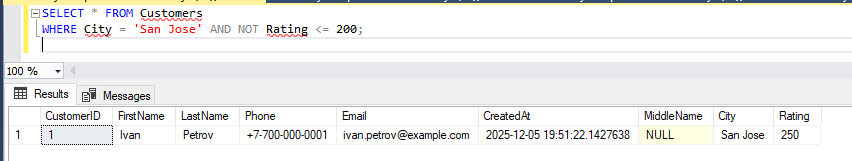 SELECT * FROM Customers
WHERE City = 'San Jose' AND NOT Rating <= 200;
100 %
Results Messages
CustomerID FirstName LastName Phone Email CreatedAt MiddleName City Rating
1 1 Ivan Petrov +7-700-000-0001 ivan.petrov@example.com 2025-12-05 19:51:22.1427638 NULL San Jose 250